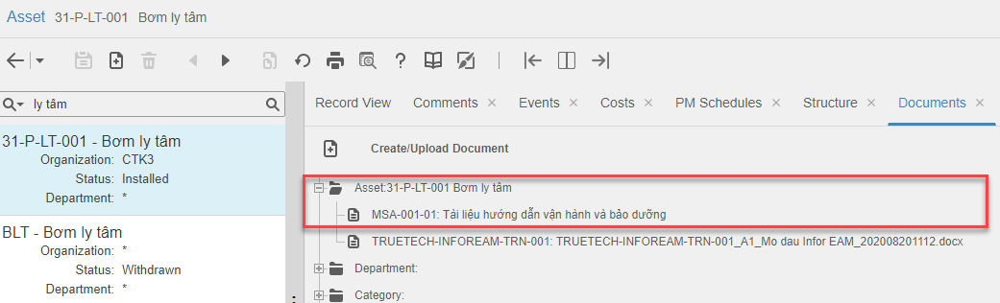 Asset 31-P-LT-001 Bơm ly tâm
ly tâm
31-P-LT-001 - Bơm ly tâm
Organization: CTK3
Status: Installed
Department: *
BLT - Bơm ly tâm
Organization: *
Status: Withdrawn
Department: *
Record View Comments × Events × Costs × PM Schedules × Structure × Documents ×
Create/Upload Document
Asset:31-P-LT-001 Bơm ly tâm
MSA-001-01: Tài liệu hướng dẫn vận hành và bảo dưỡng
TRUETECH-INFOREAM-TRN-001: TRUETECH-INFOREAM-TRN-001_A1_Mo dau Infor EAM_202008201112.docx
Department:
Category: